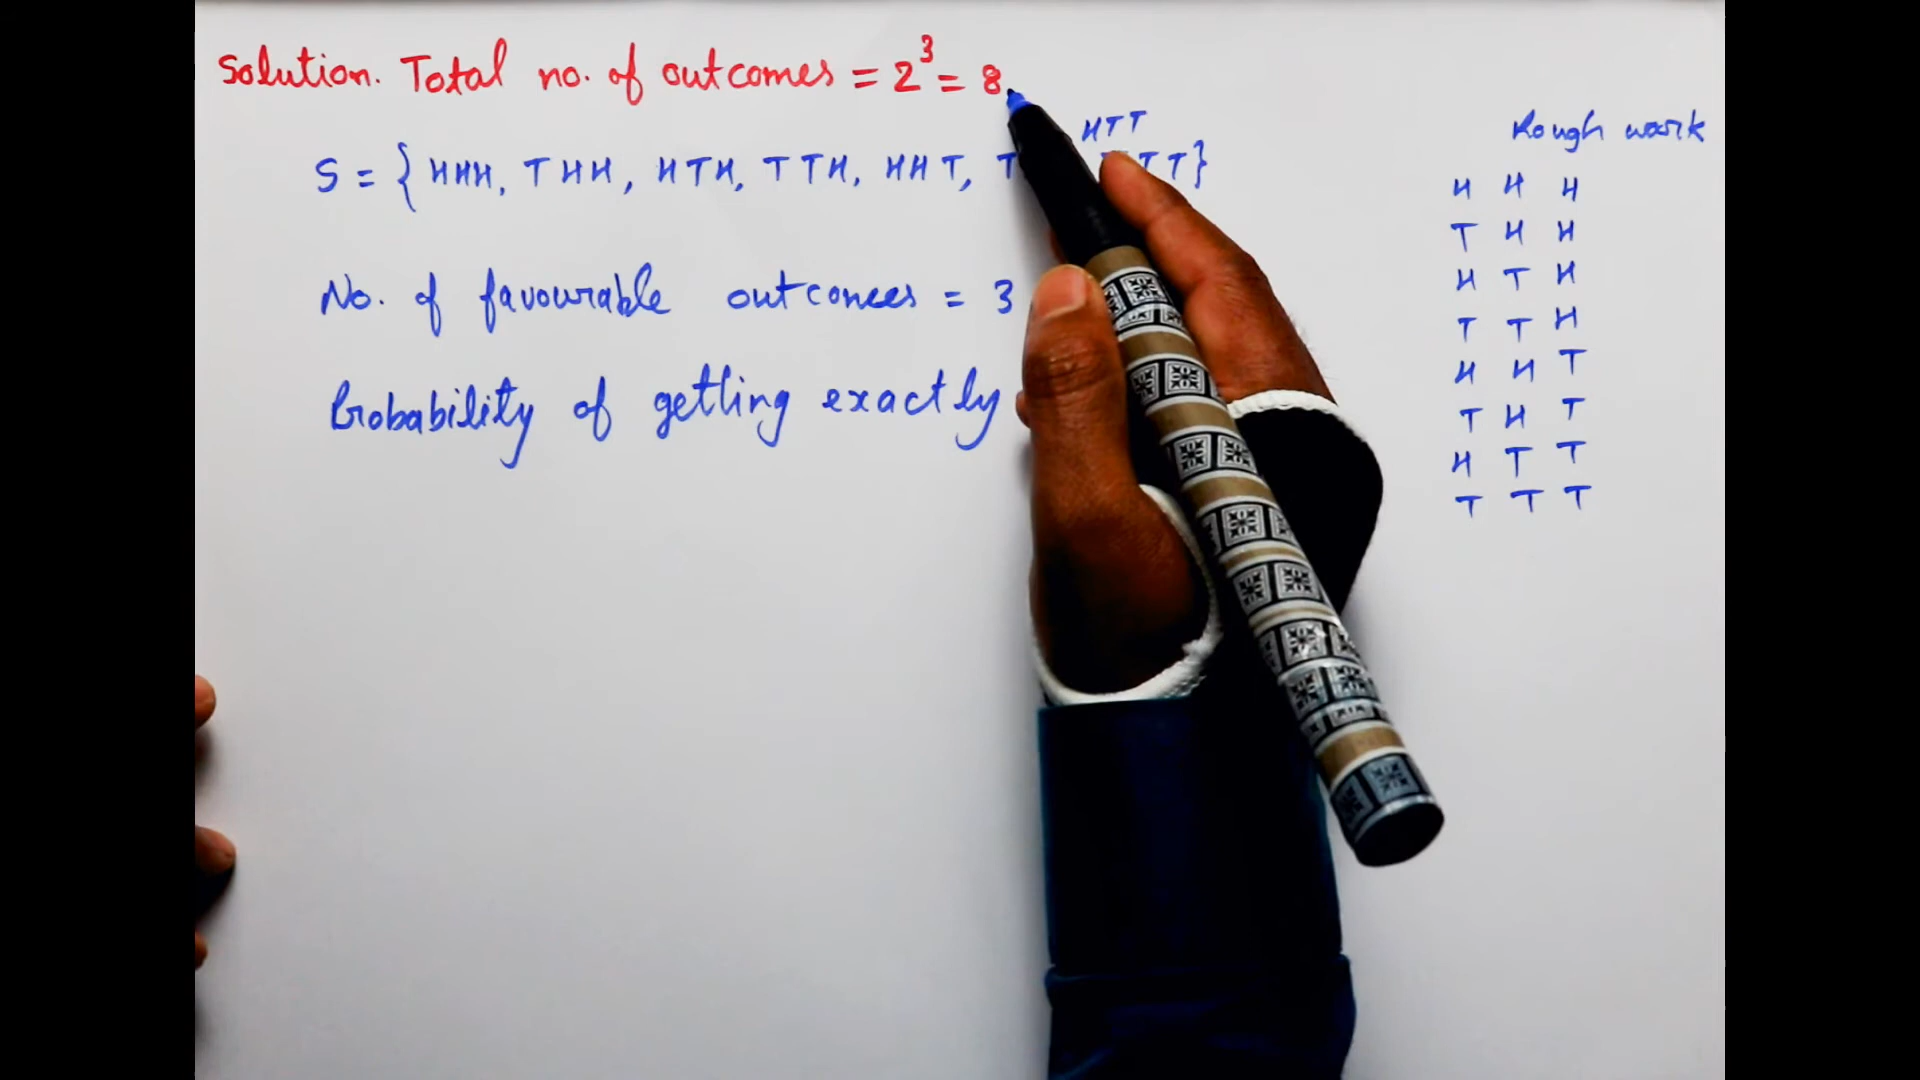 Solution. Total no. of outcomes = 2³ = 8
HTT
S = { HHH, THH, HTH, TTH, HHT, T T T }
No. of favourable outcomes = 3
Probability of getting exactly
Rough work
H H H
T H H
H T H
T T H
H H T
T H T
H T T
T T T